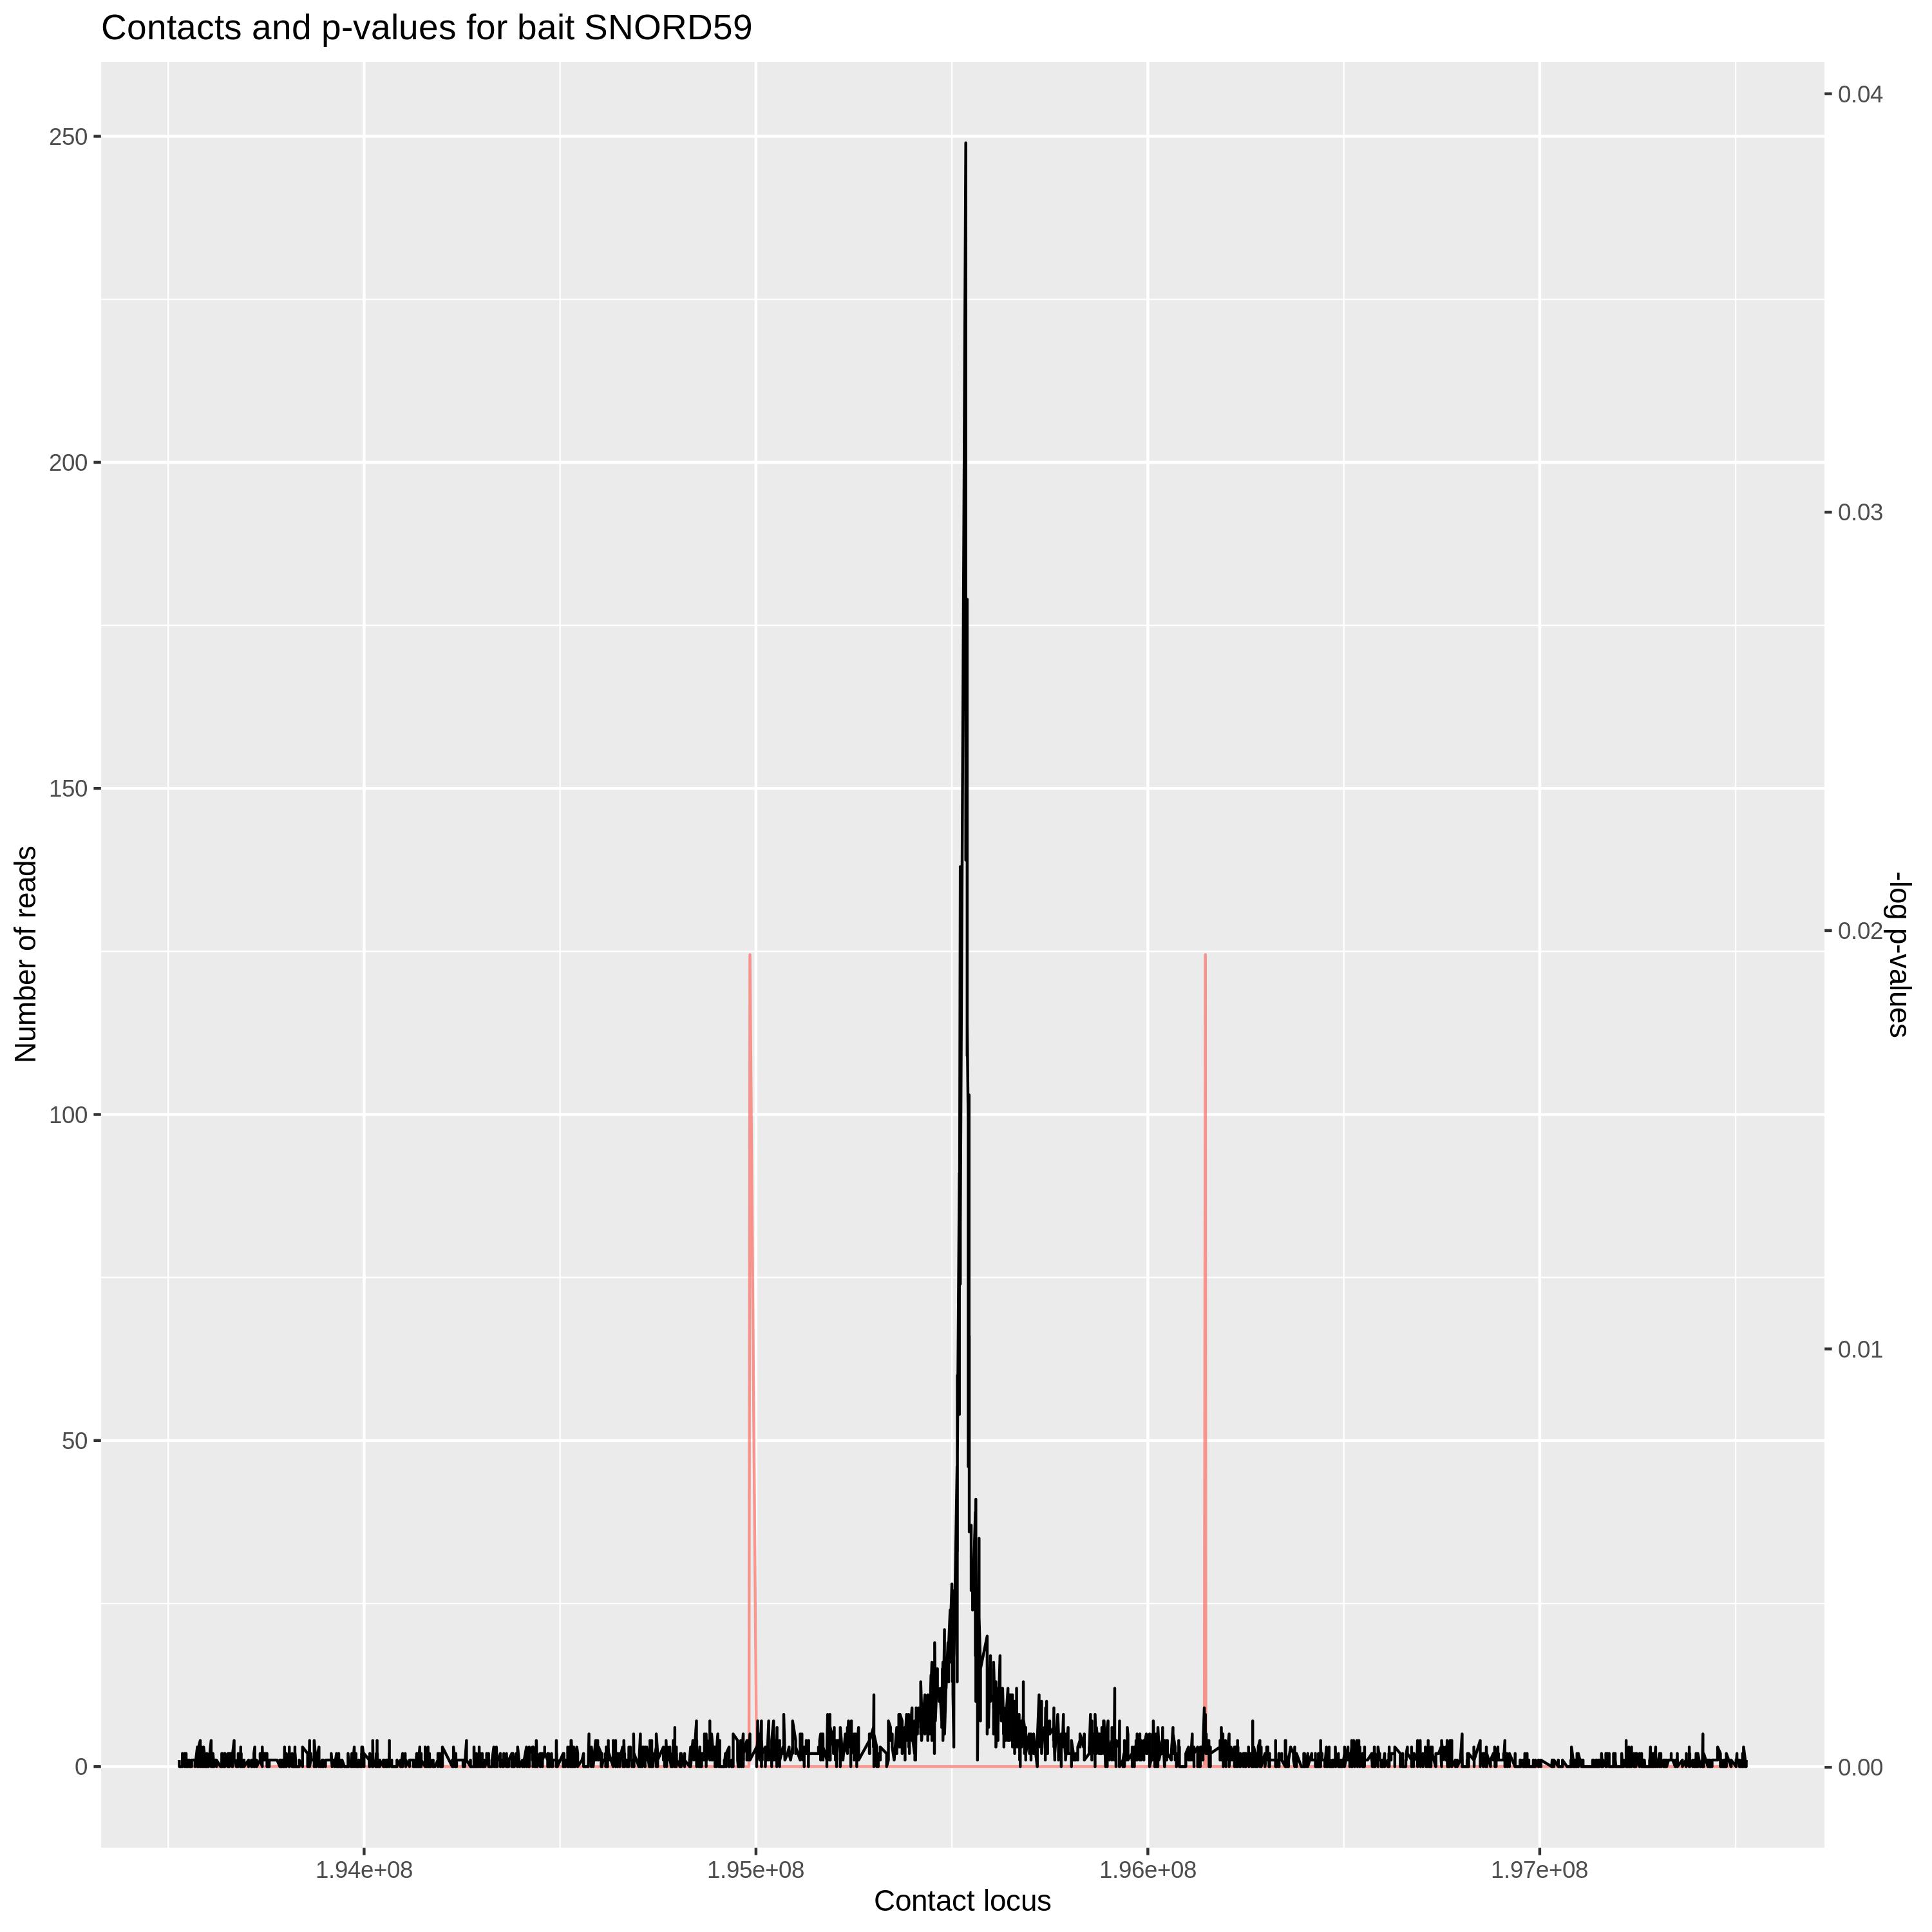 Contacts and p-values for bait SNORD59
250
200
150
100
50
0
Number of reads
0.04
0.03
0.02
0.01
0.00
-log p-values
1.94e+08
1.95e+08
1.96e+08
1.97e+08
Contact locus